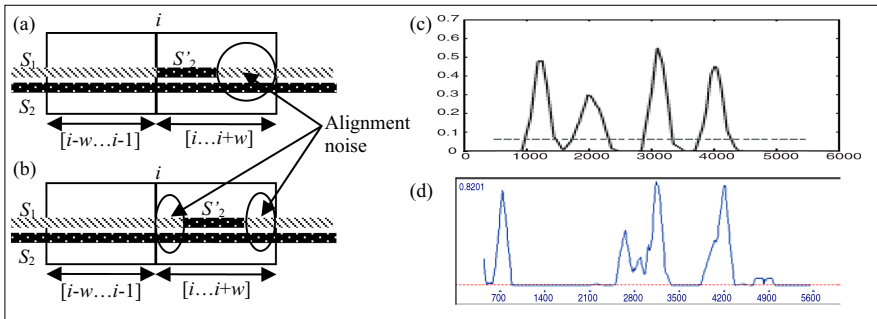 (a)
i
S1
S'2
S2
[i-w…i-1]
[i…i+w]
Alignment
noise
(b)
i
S1
S'2
S2
[i-w…i-1]
[i…i+w]
(c)
0.7
0.6
0.5
0.4
0.3
0.2
0.1
0
0 1000 2000 3000 4000 5000 6000
(d)
0.8201
700 1400 2100 2800 3500 4200 4900 5600